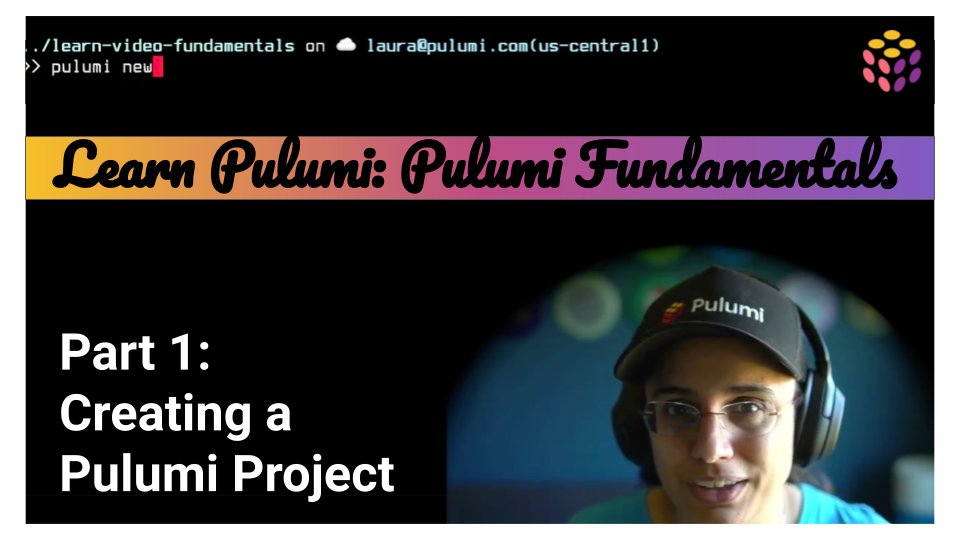 ../learn-video-fundamentals on ☁️ laura@pulumi.com(us-central1)
>> pulumi new
Learn Pulumi: Pulumi Fundamentals
Pulumi
Part 1:
Creating a
Pulumi Project